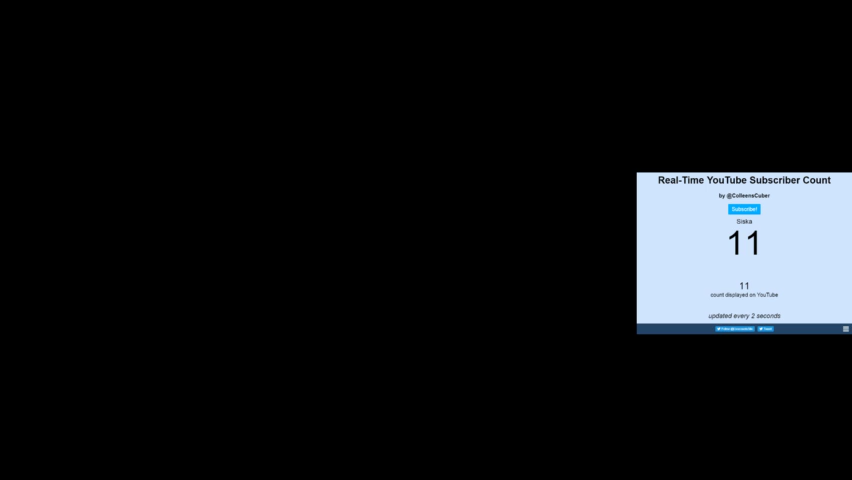 Real-Time YouTube Subscriber Count
by @ColleensCuber
Subscribe!
Siska
11
11
count displayed on YouTube
updated every 2 seconds
Tweet